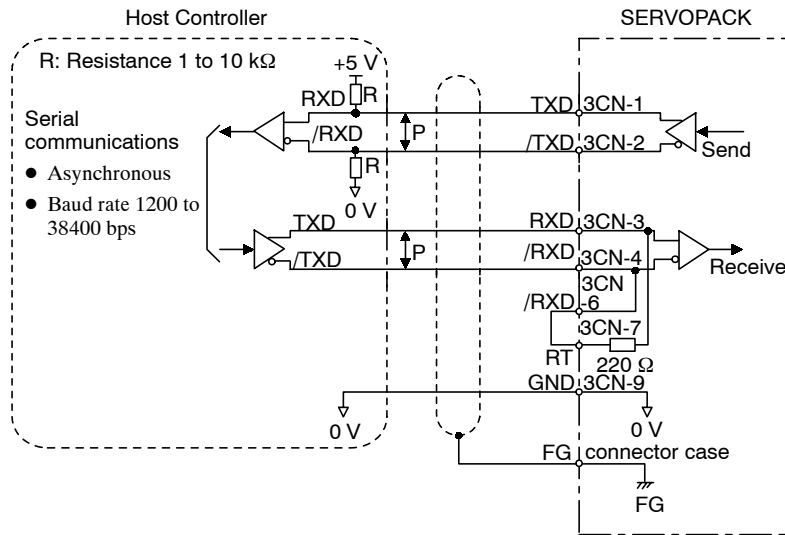 Host Controller
SERVOPACK
R: Resistance 1 to 10 kΩ
+5 V
RXD
R
TXD
3CN-1
Serial
communications
/RXD
P
/TXD
3CN-2
Send
● Asynchronous
R
● Baud rate 1200 to
38400 bps
0 V
TXD
RXD
3CN-3
/TXD
P
/RXD
3CN-4
Receive
3CN
/RXD
-6
3CN-7
RT
220 Ω
GND
3CN-9
0 V
0 V
FG
connector case
FG